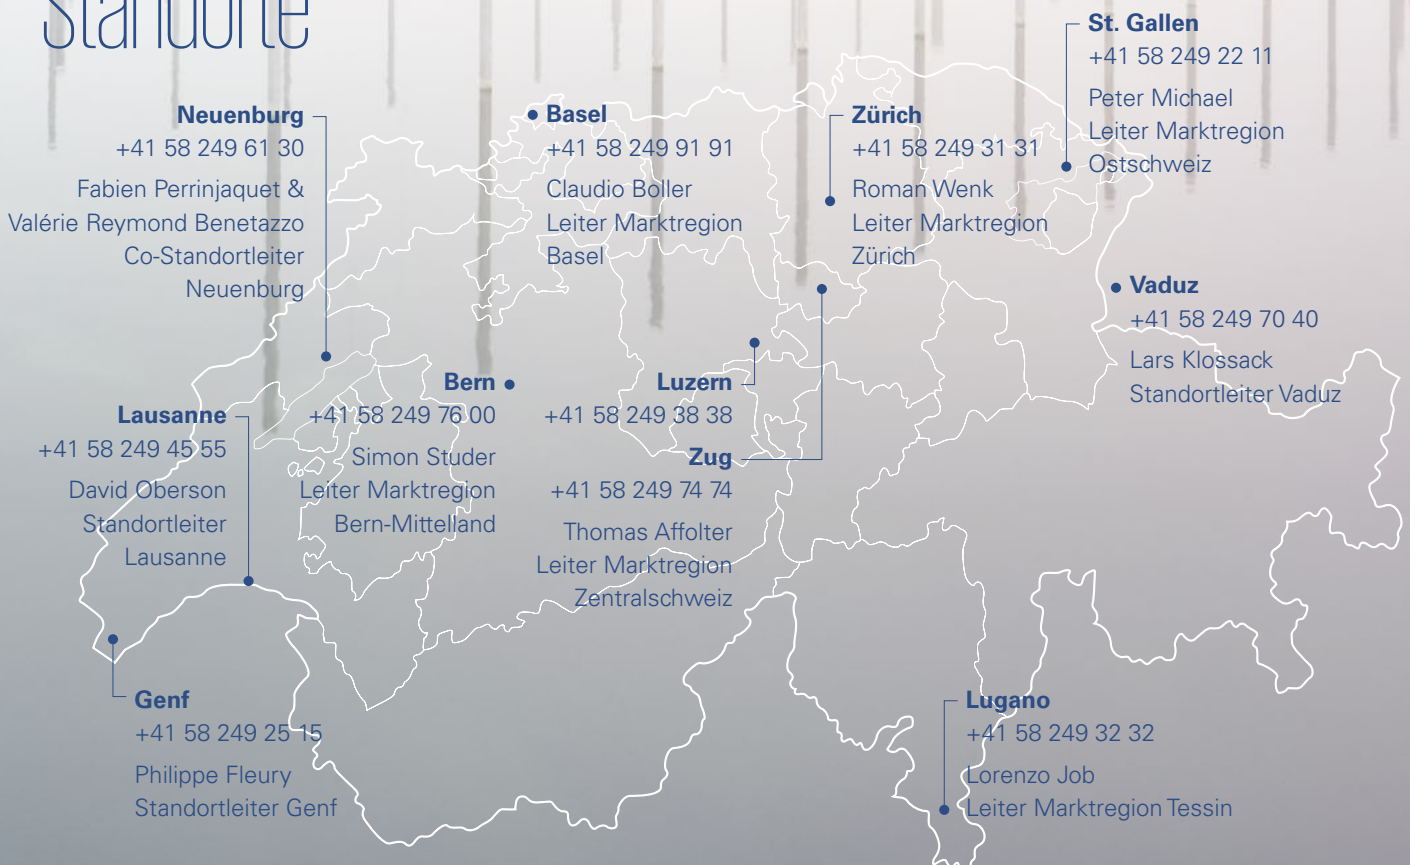 Standorte
Neuenburg
+41 58 249 61 30
Fabien Perrinjaquet &
Valérie Reymond Benetazzo
Co-Standortleiter
Neuenburg
Basel
+41 58 249 91 91
Claudio Boller
Leiter Marktregion
Basel
Zürich
+41 58 249 31 31
Roman Wenk
Leiter Marktregion
Zürich
St. Gallen
+41 58 249 22 11
Peter Michael
Leiter Marktregion
Ostschweiz
Vaduz
+41 58 249 70 40
Lars Klossack
Standortleiter Vaduz
Lausanne
+41 58 249 45 55
David Oberson
Standortleiter
Lausanne
Bern
+41 58 249 76 00
Simon Studer
Leiter Marktregion
Bern-Mittelland
Luzern
+41 58 249 38 38
Zug
+41 58 249 74 74
Thomas Affolter
Leiter Marktregion
Zentralschweiz
Genf
+41 58 249 25 15
Philippe Fleury
Standortleiter Genf
Lugano
+41 58 249 32 32
Lorenzo Job
Leiter Marktregion Tessin